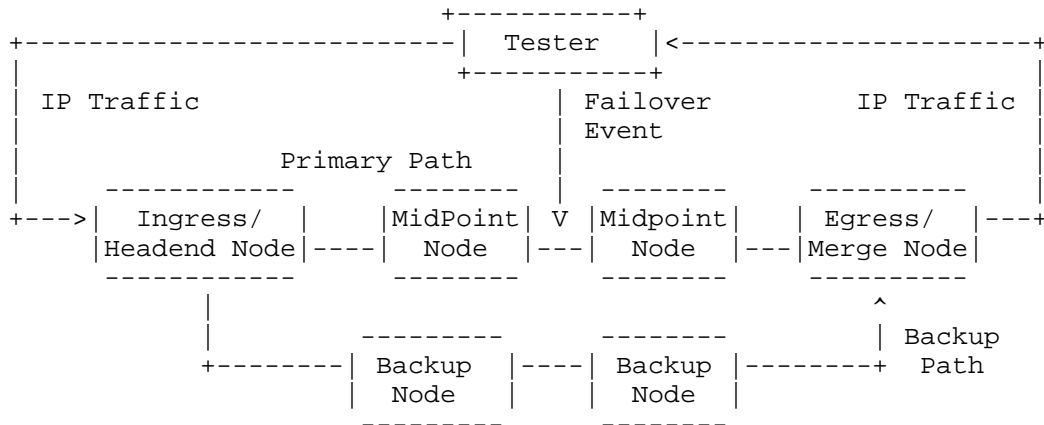 Tester
IP Traffic
Failover
Event
IP Traffic
Primary Path
Ingress/
Headend Node
MidPoint
Node
V
Midpoint
Node
Egress/
Merge Node
Backup
Node
Backup
Node
Backup
Path